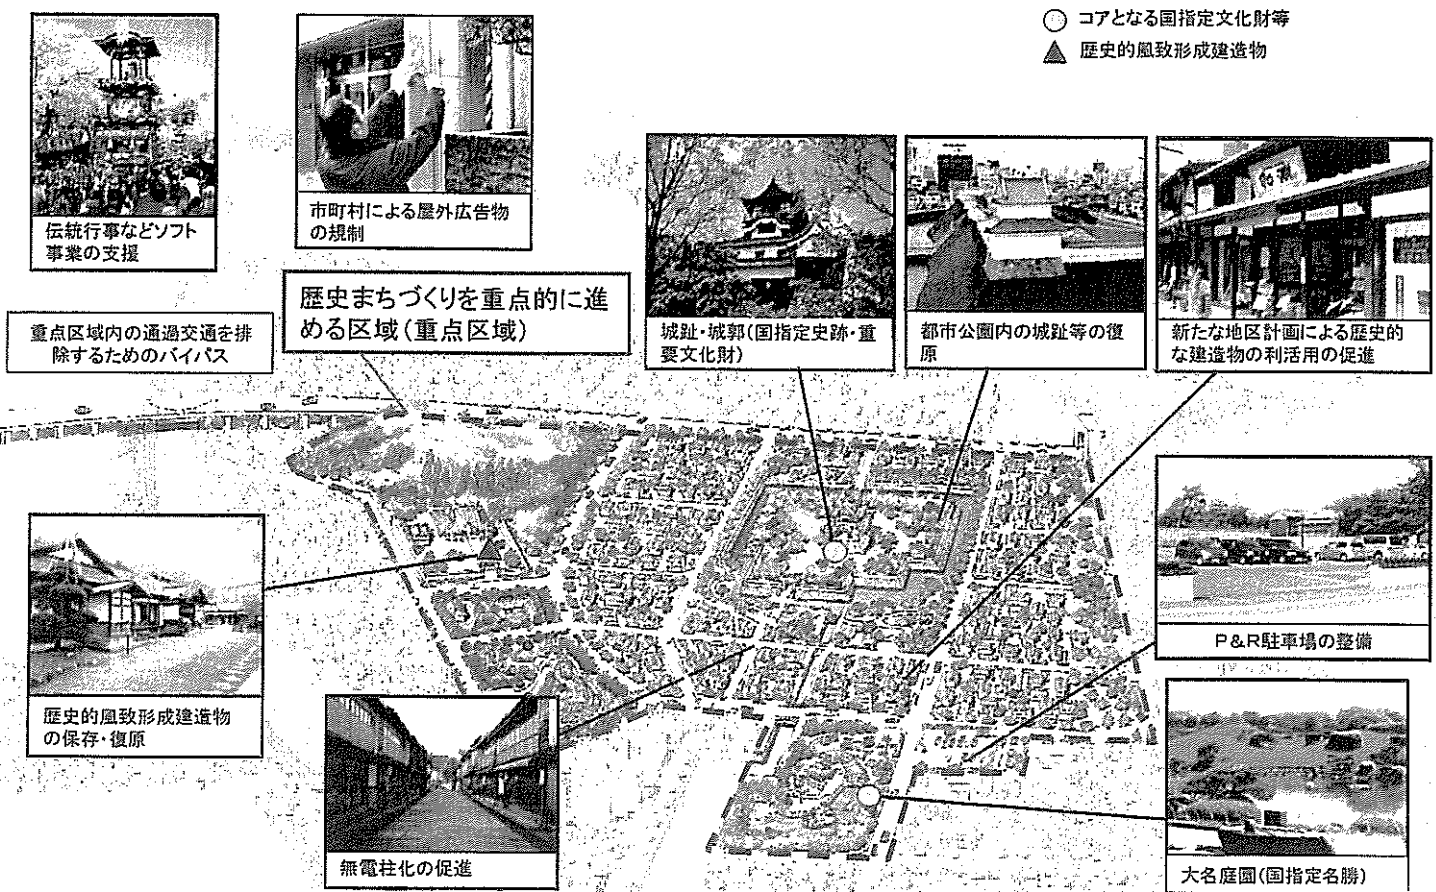 コアとなる国指定文化財等
歴史的風致形成建造物
伝統行事などソフト
事業の支援
市町村による屋外広告物
の規制
歴史まちづくりを重点的に進
める区域(重点区域)
重点区域内の通過交通を排
除するためのバイパス
城趾・城郭(国指定史跡・重
要文化財)
都市公園内の城趾等の復
原
新たな地区計画による歴史的
な建造物の利活用の促進
P&R駐車場の整備
歴史的風致形成建造物
の保存・復原
無電柱化の促進
大名庭園(国指定名勝)